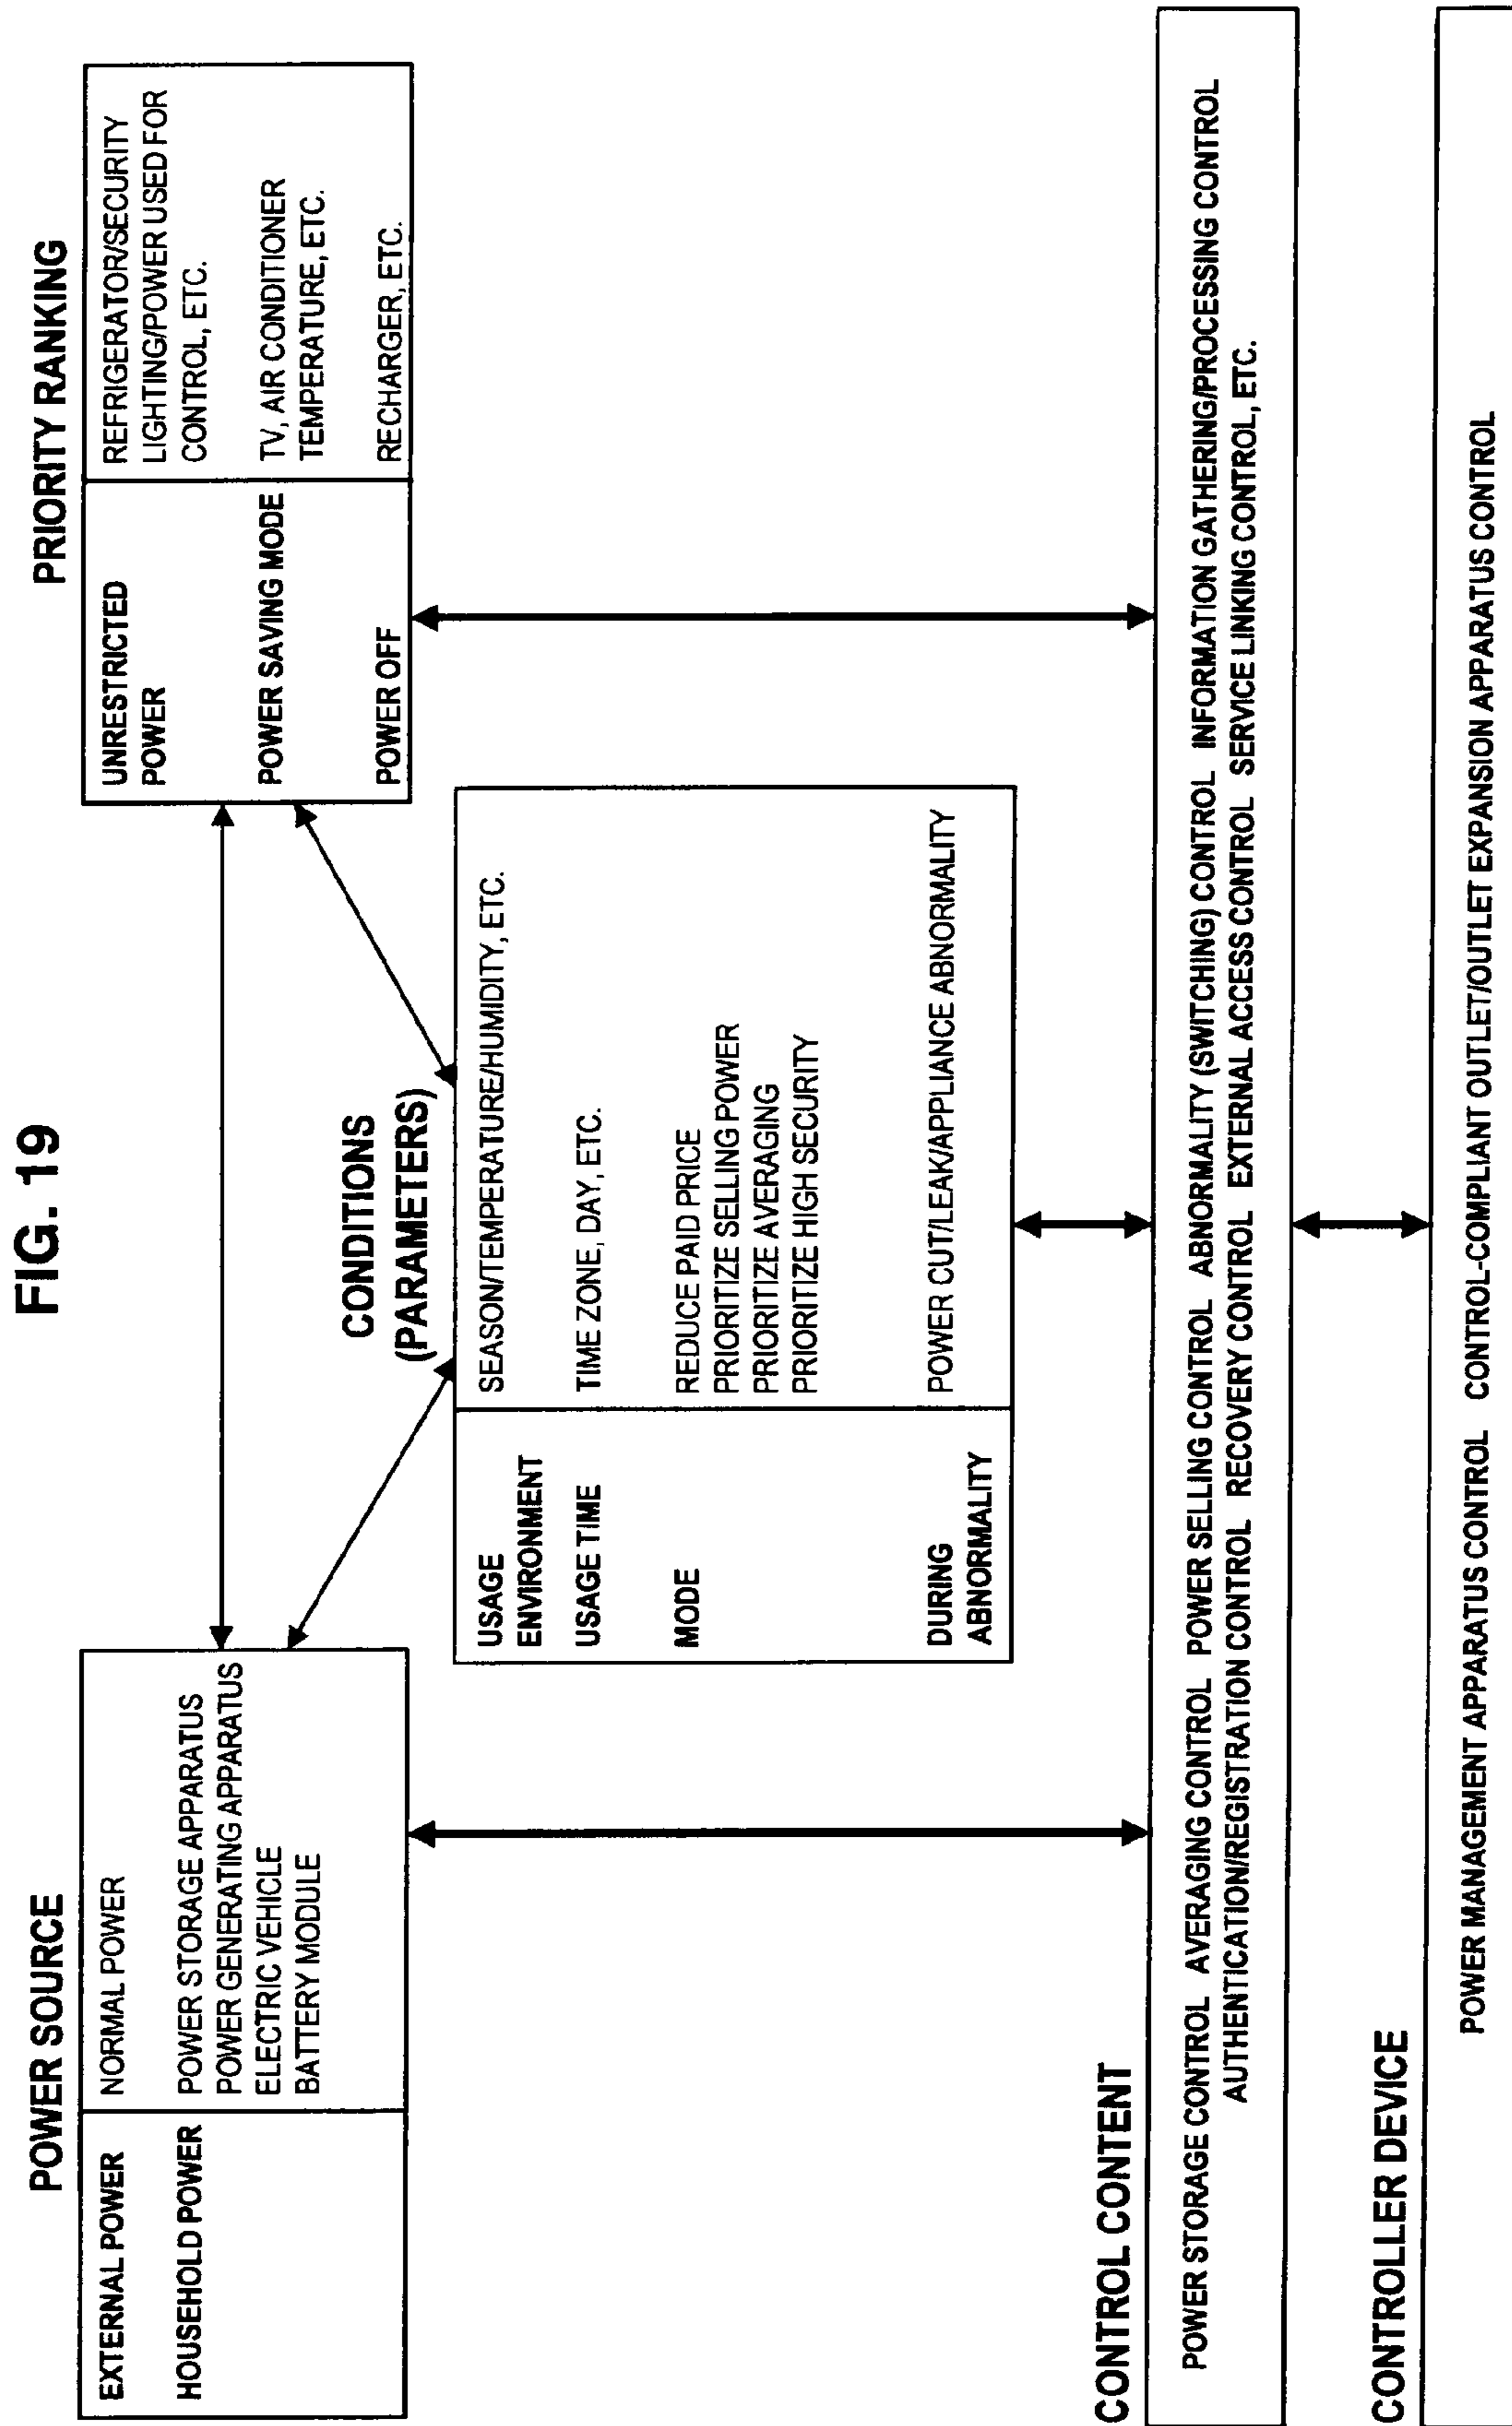 FIG. 19
POWER SOURCE
EXTERNAL POWER
NORMAL POWER
HOUSEHOLD POWER
POWER STORAGE APPARATUS
POWER GENERATING APPARATUS
ELECTRIC VEHICLE
BATTERY MODULE
PRIORITY RANKING
UNRESTRICTED
POWER
REFRIGERATOR/SECURITY
LIGHTING/POWER USED FOR
CONTROL, ETC.
POWER SAVING MODE
TV, AIR CONDITIONER
TEMPERATURE, ETC.
POWER OFF
RECHARGER, ETC.
CONDITIONS
(PARAMETERS)
USAGE
ENVIRONMENT
SEASON/TEMPERATURE/HUMIDITY, ETC.
USAGE TIME
TIME ZONE, DAY, ETC.
MODE
REDUCE PAID PRICE
PRIORITIZE SELLING POWER
PRIORITIZE AVERAGING
PRIORITIZE HIGH SECURITY
DURING
ABNORMALITY
POWER CUT/LEAK/APPLIANCE ABNORMALITY
CONTROL CONTENT
POWER STORAGE CONTROL AVERAGING CONTROL POWER SELLING CONTROL ABNORMALITY (SWITCHING) CONTROL INFORMATION GATHERING/PROCESSING CONTROL
AUTHENTICATION/REGISTRATION CONTROL RECOVERY CONTROL EXTERNAL ACCESS CONTROL SERVICE LINKING CONTROL, ETC.
CONTROLLER DEVICE
POWER MANAGEMENT APPARATUS CONTROL CONTROL-COMPLIANT OUTLET/OUTLET EXPANSION APPARATUS CONTROL